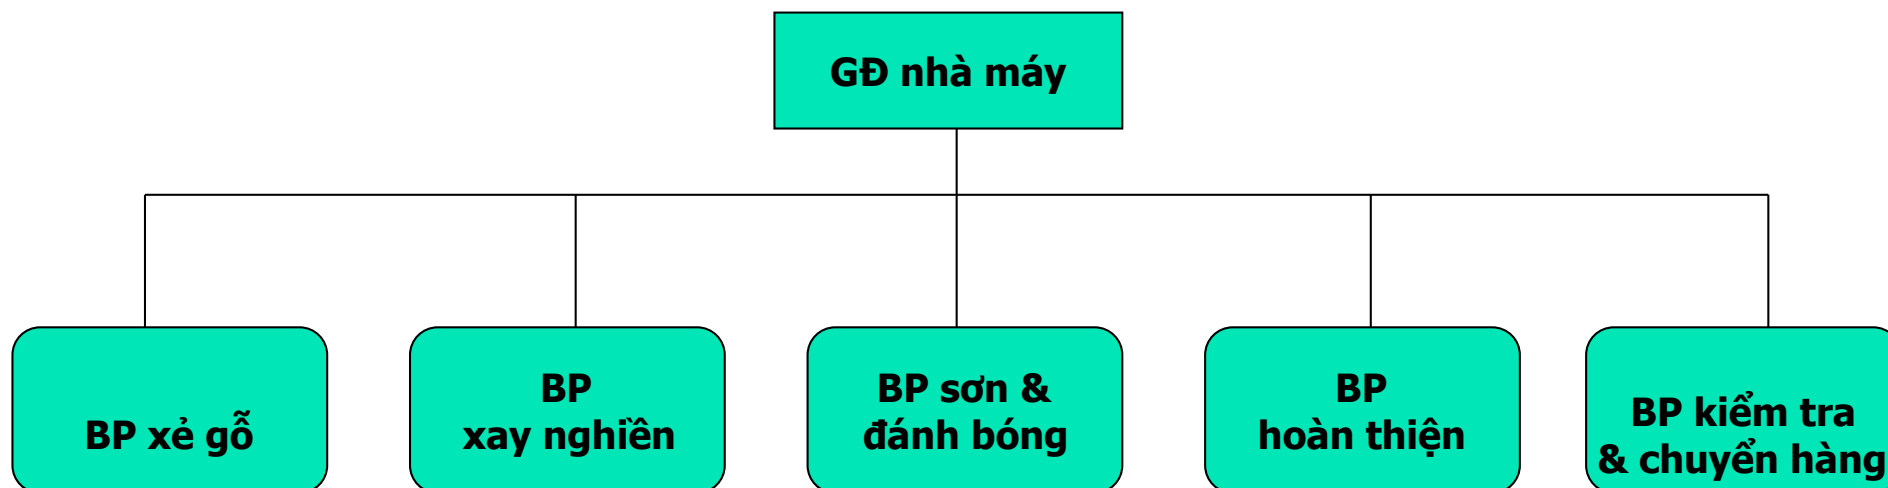 GĐ nhà máy
BP xẻ gỗ
BP
xay nghiền
BP sơn &
đánh bóng
BP
hoàn thiện
BP kiểm tra
& chuyển hàng